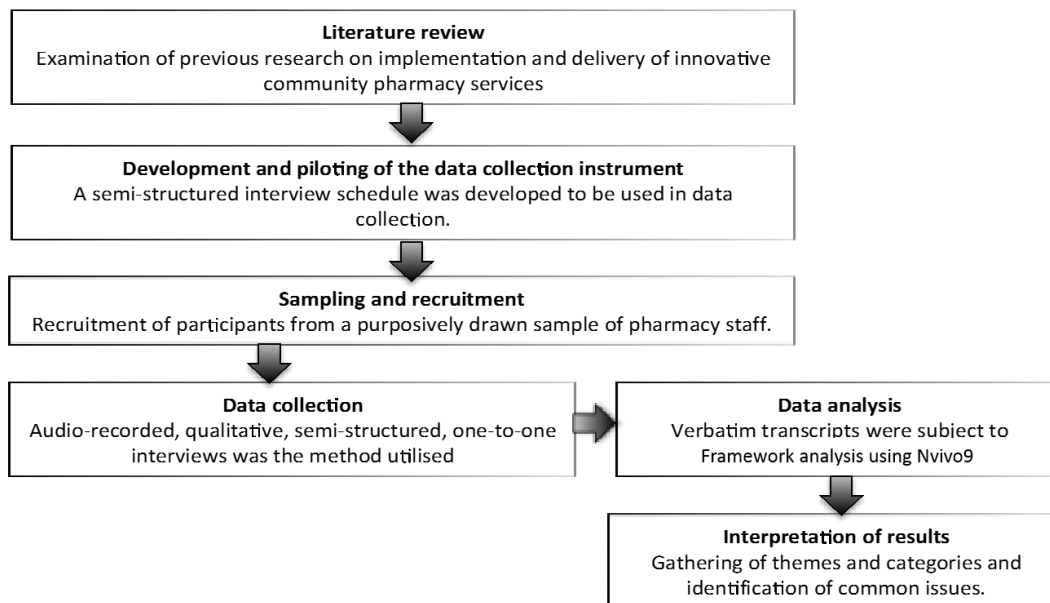 Literature review
Examination of previous research on implementation and delivery of innovative
community pharmacy services
Development and piloting of the data collection instrument
A semi-structured interview schedule was developed to be used in data
collection.
Sampling and recruitment
Recruitment of participants from a purposively drawn sample of pharmacy staff.
Data collection
Audio-recorded, qualitative, semi-structured, one-to-one
interviews was the method utilised
Data analysis
Verbatim transcripts were subject to
Framework analysis using Nvivo9
Interpretation of results
Gathering of themes and categories and
identification of common issues.